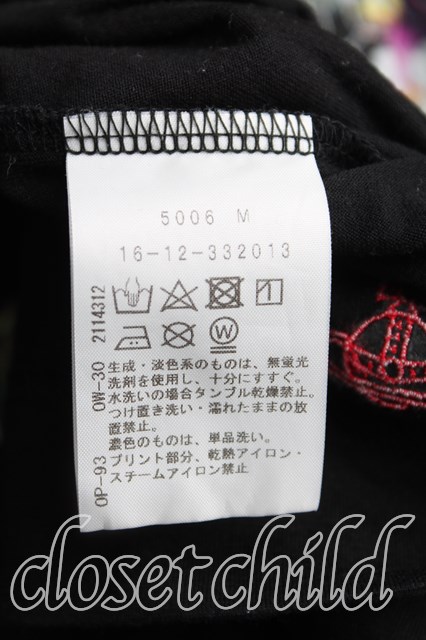 5006 M
16-12-332013
2114312
W
OW-30
生成・淡色系のものは、無蛍光
洗剤を使用し、十分にすすぐ。
水洗いの場合タンブル乾燥禁止。
つけ置き洗い・濡れたままの放
置禁止。
濃色のものは、単品洗い。
OP-93
プリント部分、乾熱アイロン・
スチームアイロン禁止
closet child